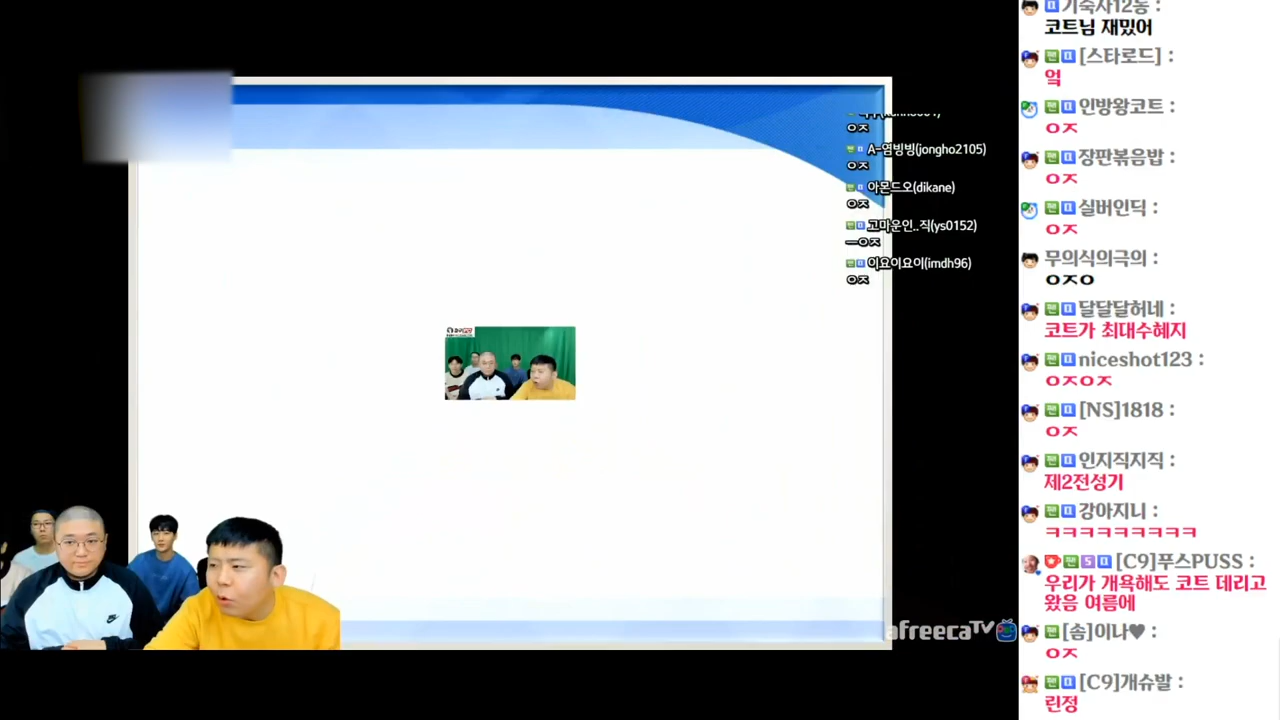 A-염빙빙(jongho2105)
ㅇㅈ
아몬드오(dikane)
ㅇㅈ
고마운인..직(ys0152)
ㅡㅇㅈ
이요이요이(imdh96)
ㅇㅈ
afreecaTV
기숙사12동 :
코트님 재밌어
[스타로드] :
엌
인방왕코트 :
ㅇㅈ
장판볶음밥 :
ㅇㅈ
실버인딕 :
ㅇㅈ
무의식의극의 :
ㅇㅈㅇ
달달달허네 :
코트가 최대수혜지
niceshot123 :
ㅇㅈㅇㅈ
[NS]1818 :
ㅇㅈ
인지직지직 :
제2전성기
강아지니 :
ㅋㅋㅋㅋㅋㅋㅋㅋㅋ
[C9]푸스PUSS :
우리가 개욕해도 코트 데리고
왔음 여름에
[솜]이나♥ :
ㅇㅈ
[C9]개슈발 :
린정